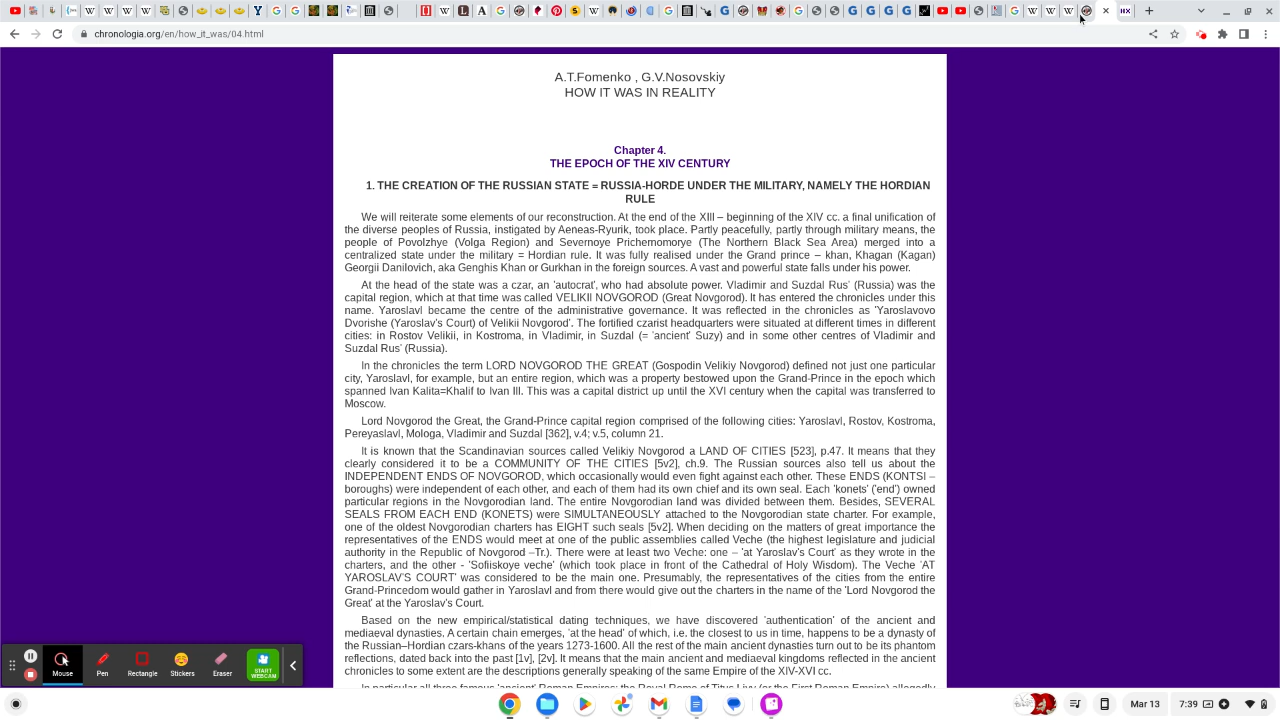 chronologia.org/en/how_it_was/04.html
A.T.Fomenko , G.V.Nosovskiy
HOW IT WAS IN REALITY
Chapter 4.
THE EPOCH OF THE XIV CENTURY
1. THE CREATION OF THE RUSSIAN STATE = RUSSIA-HORDE UNDER THE MILITARY, NAMELY THE HORDIAN
RULE
We will reiterate some elements of our reconstruction. At the end of the XIII – beginning of the XIV cc. a final unification
of the diverse peoples of Russia, instigated by Aeneas-Ryurik, took place. Partly peacefully, partly through military means, the
people of Povolzhye (Volga Region) and Severnoye Prichernomorye (The Northern Black Sea Area) merged into a
centralized state under the military = Hordian rule. It was fully realised under the Grand prince – khan, Khagan (Kagan)
Georgii Danilovich, aka Genghis Khan or Gurkhan in the foreign sources. A vast and powerful state falls under his power.
At the head of the state was a czar, an 'autocrat', who had absolute power. Vladimir and Suzdal Rus' (Russia) was the
capital region, which at that time was called VELIKII NOVGOROD (Great Novgorod). It has entered the chronicles under this
name. Yaroslavl became the centre of the administrative governance. It was reflected in the chronicles as 'Yaroslavovo
Dvorishe (Yaroslav's Court) of Velikii Novgorod'. The fortified czarist headquarters were situated at different times in different
cities: in Rostov Velikii, in Kostroma, in Vladimir, in Suzdal (= 'ancient' Suzy) and in some other centres of Vladimir and
Suzdal Rus' (Russia).
In the chronicles the term LORD NOVGOROD THE GREAT (Gospodin Velikiy Novgorod) defined not just one particular
city, Yaroslavl, for example, but an entire region, which was a property bestowed upon the Grand-Prince in the epoch which
spanned Ivan Kalita=Khalif to Ivan III. This was a capital district up until the XVI century when the capital was transferred to
Moscow.
Lord Novgorod the Great, the Grand-Prince capital region comprised of the following cities: Yaroslavl, Rostov, Kostroma,
Pereyaslavl, Mologa, Vladimir and Suzdal [362], v.4; v.5, column 21.
It is known that the Scandinavian sources called Velikiy Novgorod a LAND OF CITIES [523], p.47. It means that they
clearly considered it to be a COMMUNITY OF THE CITIES [5v2], ch.9. The Russian sources also tell us about the
INDEPENDENT ENDS OF NOVGOROD, which occasionally would even fight against each other. These ENDS (KONTSI –
boroughs) were independent of each other, and each of them had its own chief and its own seal. Each 'konets' ('end') owned
particular regions in the Novgorodian land. The entire Novgorodian land was divided between them. Besides, SEVERAL
SEALS FROM EACH END (KONETS) were SIMULTANEOUSLY attached to the Novgorodian state charter. For example,
one of the oldest Novgorodian charters has EIGHT such seals [5v2]. When deciding on the matters of great importance the
representatives of the ENDS would meet at one of the public assemblies called Veche (the highest legislature and judicial
authority in the Republic of Novgorod –Tr.). There were at least two Veche: one – 'at Yaroslav's Court' as they wrote in the
charters, and the other - 'Sofiiskoye veche' (which took place in front of the Cathedral of Holy Wisdom). The Veche 'AT
YAROSLAV'S COURT' was considered to be the main one. Presumably, the representatives of the cities from the entire
Grand-Princedom would gather in Yaroslavl and from there would give out the charters in the name of the 'Lord Novgorod the
Great' at the Yaroslav's Court.
Based on the new empirical/statistical dating techniques, we have discovered 'authentication' of the ancient and
mediaeval dynasties. A certain chain emerges, 'at the head' of which, i.e. the closest to us in time, happens to be a dynasty of
the Russian–Hordian czars-khans of the years 1273-1600. All the rest of the main ancient dynasties turn out to be its phantom
reflections, dated back into the past [1v], [2v]. It means that the main ancient and mediaeval kingdoms reflected in the ancient
chronicles to some extent are the descriptions generally speaking of the same Empire of the XIV-XVI cc.
In particular all three famous 'ancient' Roman Empires: the Royal Rome of Titus Livy (or the First Roman Empire) allegedly
Mouse
Pen
Rectangle
Stickers
Eraser
START
WEBCAM
Mar 13
7:39